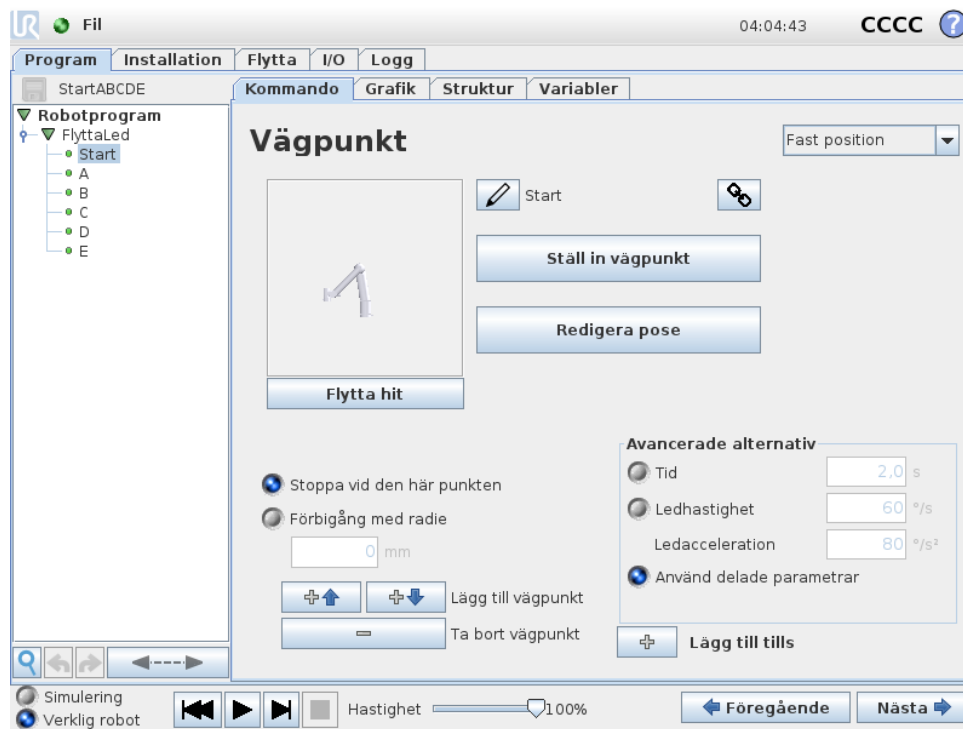 UR Fil 04:04:43 CCCC ?
Program Installation Flytta I/O Logg
StartABCDE Kommando Grafik Struktur Variabler
Robotprogram
FlyttaLed
Start
A
B
C
D
E
Vägpunkt
Fast position
Start
Ställ in vägpunkt
Redigera pose
Flytta hit
Stoppa vid den här punkten
Förbigång med radie
0 mm
Lägg till vägpunkt
Ta bort vägpunkt
Avancerade alternativ
Tid 2,0 s
Ledhastighet 60 °/s
Ledacceleration 80 °/s²
Använd delade parametrar
Lägg till tills
Simulering
Verklig robot
Hastighet 100%
Föregående Nästa